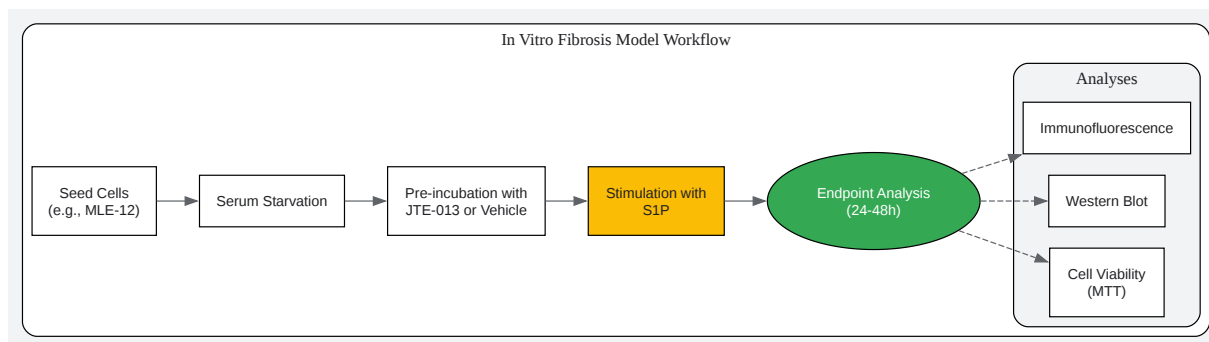 In Vitro Fibrosis Model Workflow
Seed Cells
(e.g., MLE-12)
Serum Starvation
Pre-incubation with
JTE-013 or Vehicle
Stimulation with
S1P
Endpoint Analysis
(24-48h)
Analyses
Immunofluorescence
Western Blot
Cell Viability
(MTT)